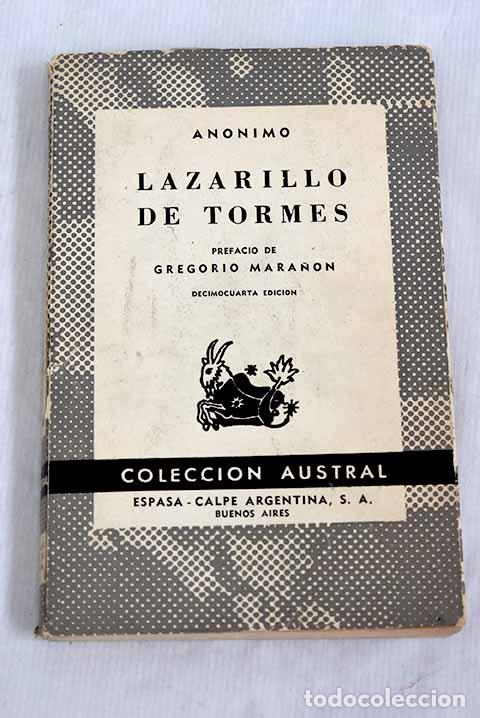 ANONIMO
LAZARILLO
DE TORMES
PREFACIO DE
GREGORIO MARAÑON
DECIMOCUARTA EDICION
COLECCION AUSTRAL
ESPASA - CALPE ARGENTINA, S. A.
BUENOS AIRES
todocoleccion